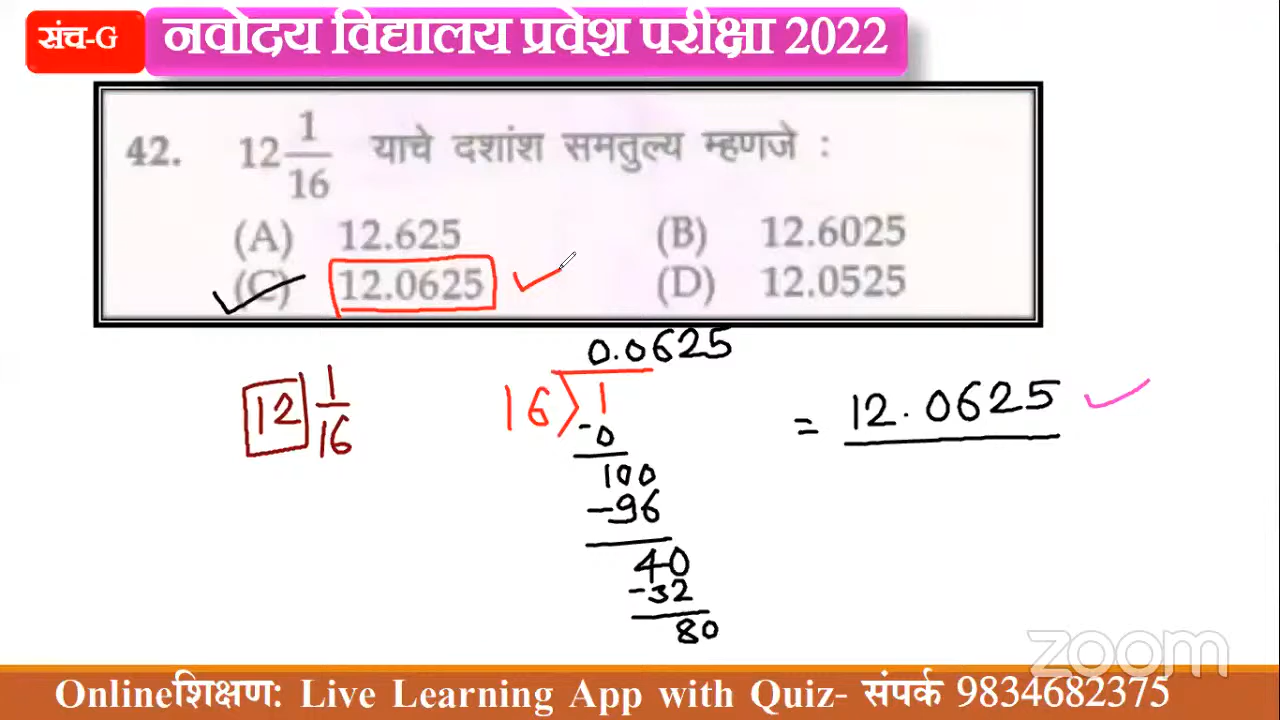 संच-G
नवोदय विद्यालय प्रवेश परीक्षा 2022
42. 12 1/16 याचे दशांश समतुल्य म्हणजे :
(A) 12.625 (B) 12.6025
(C) 12.0625 (D) 12.0525
12 1/16
0.0625
16 1
-0
100
-96
40
-32
80
= 12.0625
zoom
Onlineशिक्षण: Live Learning App with Quiz- संपर्क 9834682375